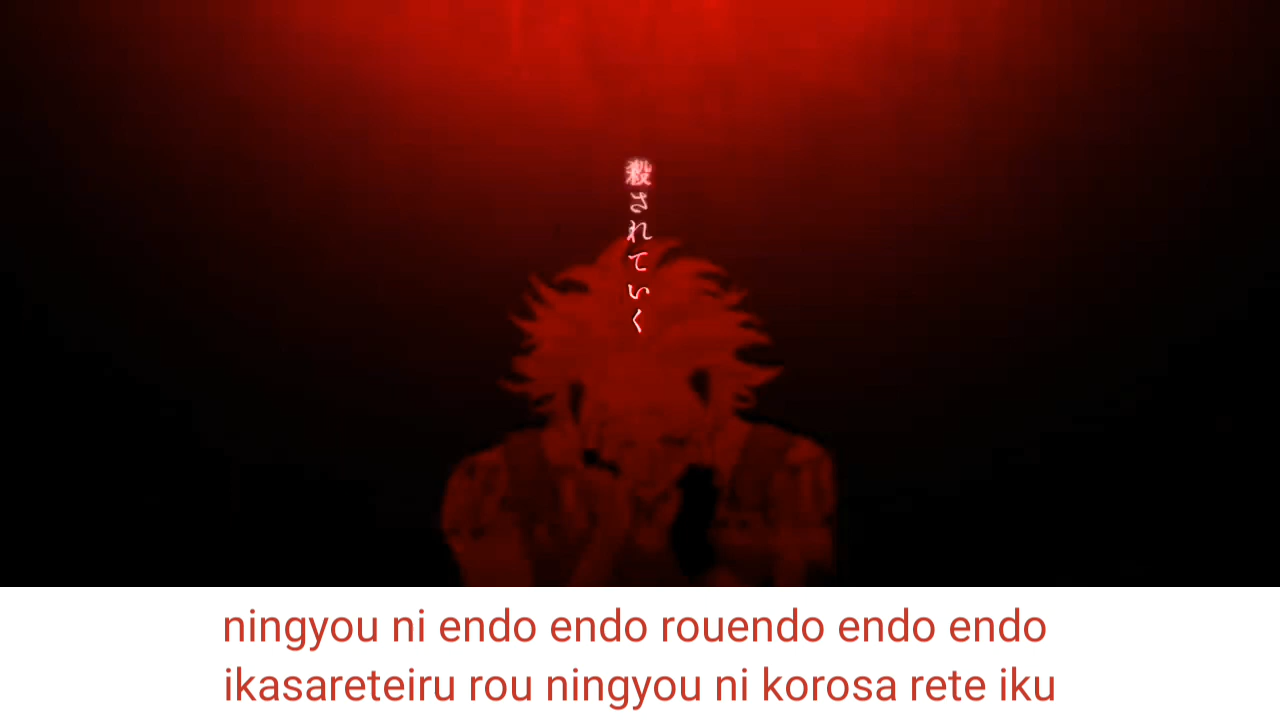 殺されていく
ningyou ni endo endo rouendo endo endo
ikasareteiru rou ningyou ni korosa rete iku